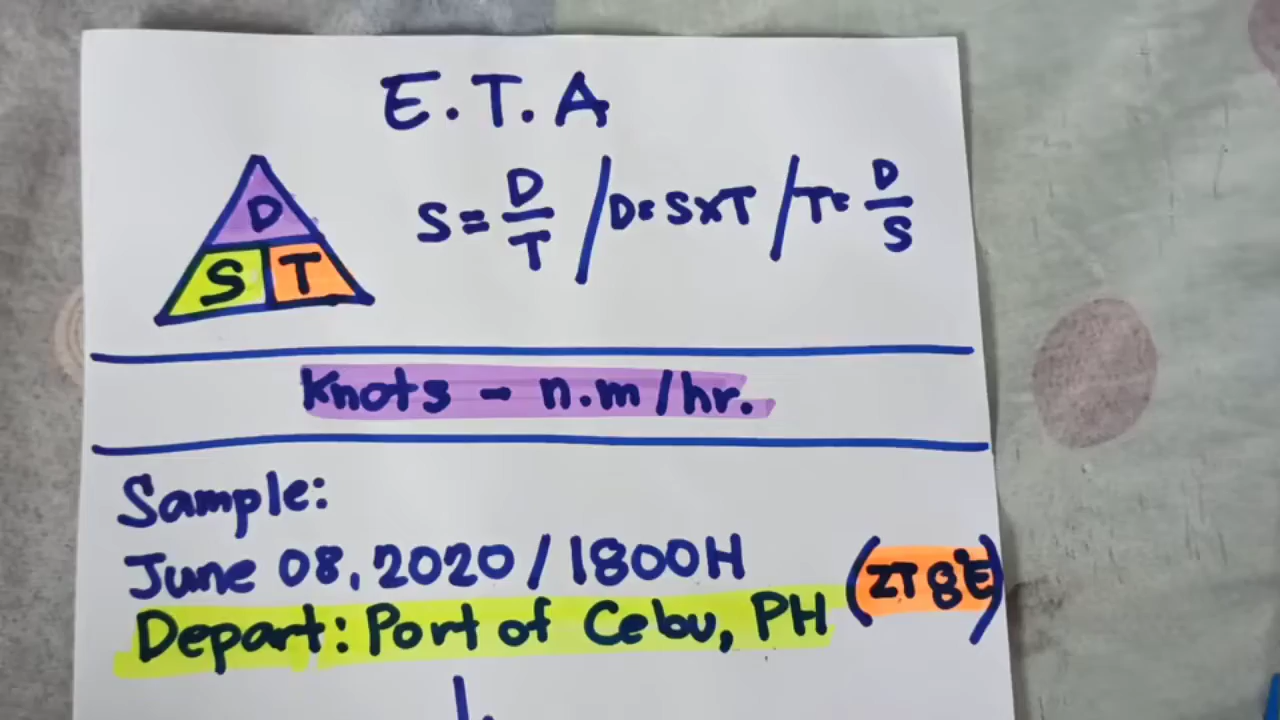 E.T.A
D
S T
S = D/T / D = S x T / T = D/S
Knots - n.m/hr.
Sample:
June 08, 2020 / 1800H
Depart: Port of Cebu, PH (ZT 8E)